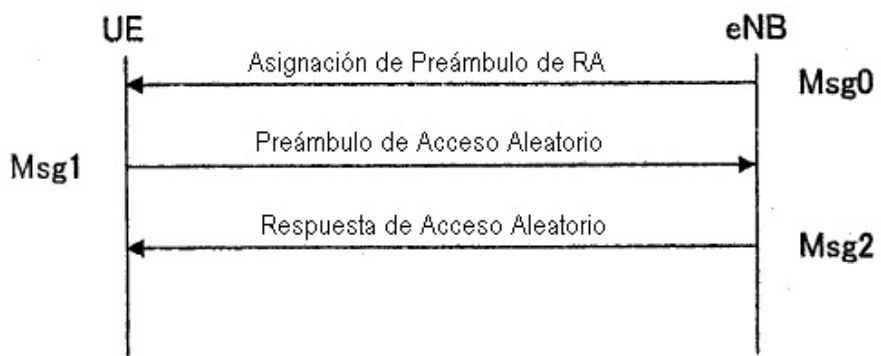 UE
eNB
Asignación de Preámbulo de RA
Msg0
Preámbulo de Acceso Aleatorio
Msg1
Respuesta de Acceso Aleatorio
Msg2